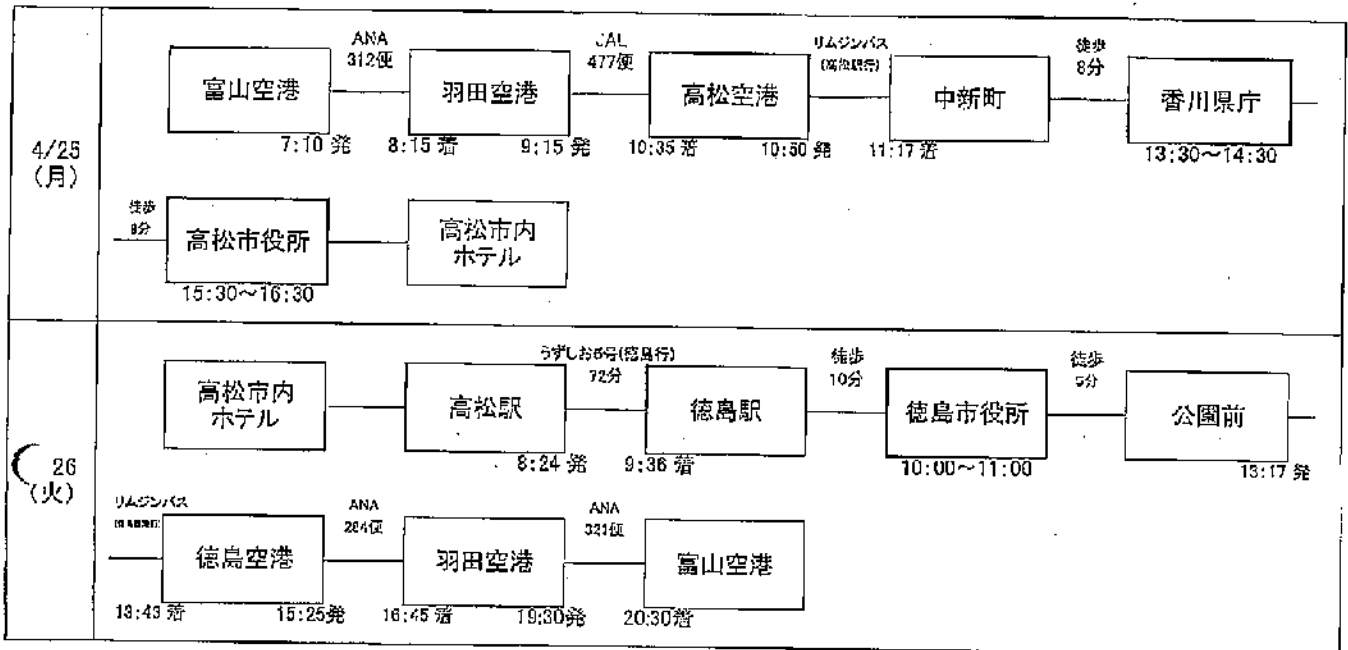 4/25
(月)
ANA
312便
JAL
477便
リムジンバス
(高松駅行)
徒歩
8分
富山空港
羽田空港
高松空港
中新町
香川県庁
7:10 発
8:15 着
9:15 発
10:35 着
10:50 発
11:17 着
13:30～14:30
徒歩
8分
高松市役所
高松市内
ホテル
15:30～16:30
26
(火)
うずしお5号(徳島行)
72分
徒歩
10分
徒歩
5分
高松市内
ホテル
高松駅
徳島駅
徳島市役所
公園前
8:24 発
9:36 着
10:00～11:00
13:17 発
リムジンバス
ANA
284便
ANA
321便
徳島空港
羽田空港
富山空港
13:43 着
15:25発
16:45 着
19:30発
20:30着